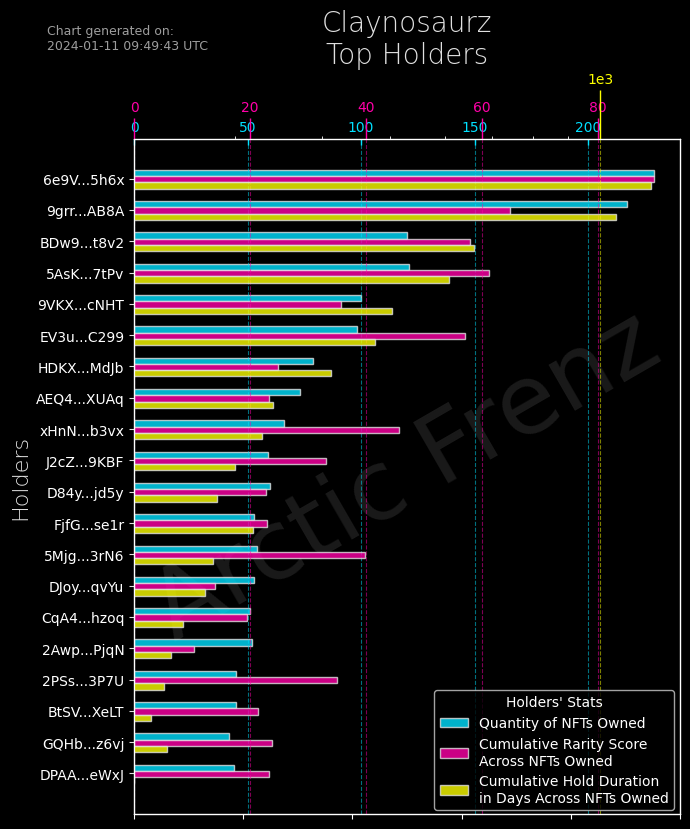 Chart generated on:
2024-01-11 09:49:43 UTC
Claynosaurz
Top Holders
1e3
0 20 40 60 80
0 50 100 150 200
6e9V...5h6x
9grr...AB8A
BDw9...t8v2
5AsK...7tPv
9VKX...cNHT
EV3u...C299
HDKX...MdJb
AEQ4...XUAq
xHnN...b3vx
J2cZ...9KBF
D84y...jd5y
FjfG...se1r
5Mjg...3rN6
DJoy...qvYu
CqA4...hzoq
2Awp...PjqN
2PSs...3P7U
BtSV...XeLT
GQHb...z6vj
DPAA...eWxJ
Holders
Arctic Frenz
Holders' Stats
Quantity of NFTs Owned
Cumulative Rarity Score
Across NFTs Owned
Cumulative Hold Duration
in Days Across NFTs Owned